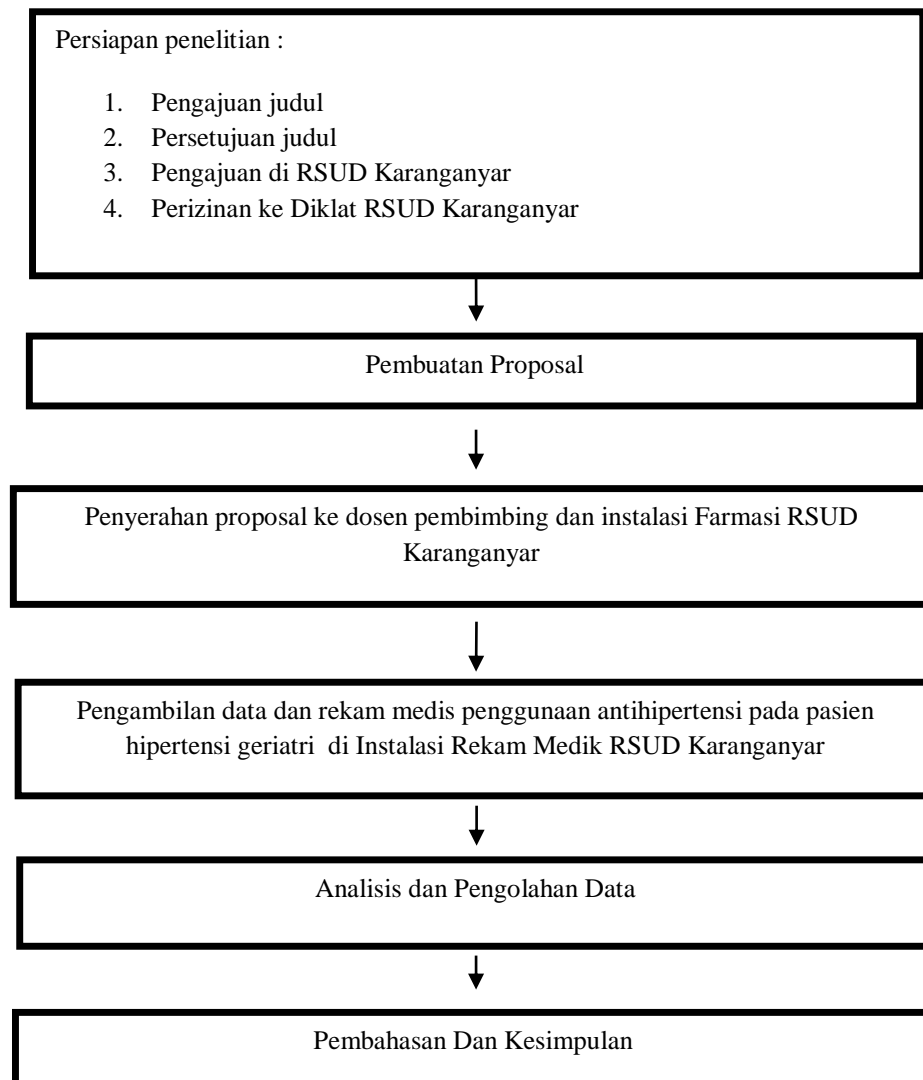 Persiapan penelitian :
1. Pengajuan judul
2. Persetujuan judul
3. Pengajuan di RSUD Karanganyar
4. Perizinan ke Diklat RSUD Karanganyar
Pembuatan Proposal
Penyerahan proposal ke dosen pembimbing dan instalasi Farmasi RSUD
Karanganyar
Pengambilan data dan rekam medis penggunaan antihipertensi pada pasien
hipertensi geriatri di Instalasi Rekam Medik RSUD Karanganyar
Analisis dan Pengolahan Data
Pembahasan Dan Kesimpulan